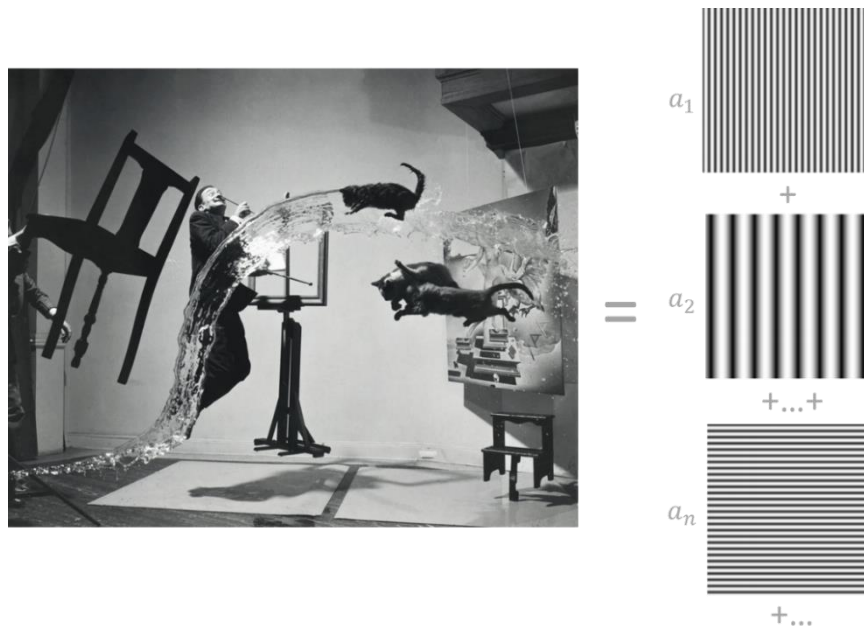 a₁
+
=
a₂
+...+
aₙ
+...